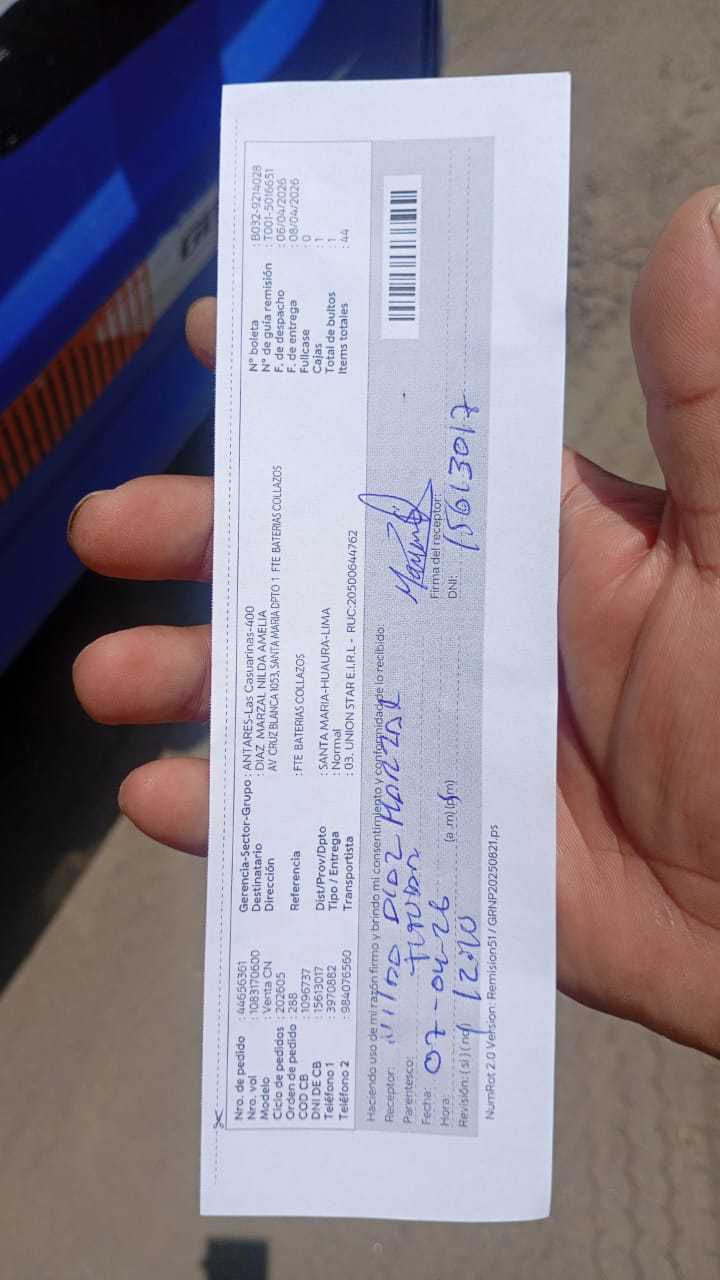 Nro. de pedido : 44656361
Nro. vol : 1083170600
Modelo : Venta CN
Ciclo de pedidos : 202605
Orden de pedido : 288
COD CB : 1096737
DNI DE CB : 15613017
Teléfono 1 : 3970882
Teléfono 2 : 984076560
Gerencia-Sector-Grupo : ANTARES-Las Casuarinas-400
Destinatario : DIAZ MARZAL NILDA AMELIA
Dirección AV CRUZ BLANCA 1053, SANTA MARIA DPTO 1 FTE BATERIAS COLLAZOS
Referencia : FTE BATERIAS COLLAZOS
Dist/Prov/Dpto : SANTA MARIA-HUAURA-LIMA
Tipo / Entrega : Normal
Transportista : 03. UNION STAR E.I.R.L - RUC:20500644762
N° boleta : B032-9214028
N° de guía remisión : T001-5016651
F. de despacho : 06/04/2026
F. de entrega : 08/04/2026
Fullcase : 0
Cajas : 1
Total de bultos : 1
Items totales : 44
Haciendo uso de mi razón firmo y brindo mi consentimiento y conformidad de lo recibido:
Receptor: NILDA DIAZ MARZAL
Parentesco: titular
Fecha: 07-04-26
Hora: 1200 (a .m) (p.m)
Revisión: ( si ) ( no)
Firma del receptor:
DNI: 15613017
NumRot 2.0 Version: Remision51 / GRNP20250821.ps